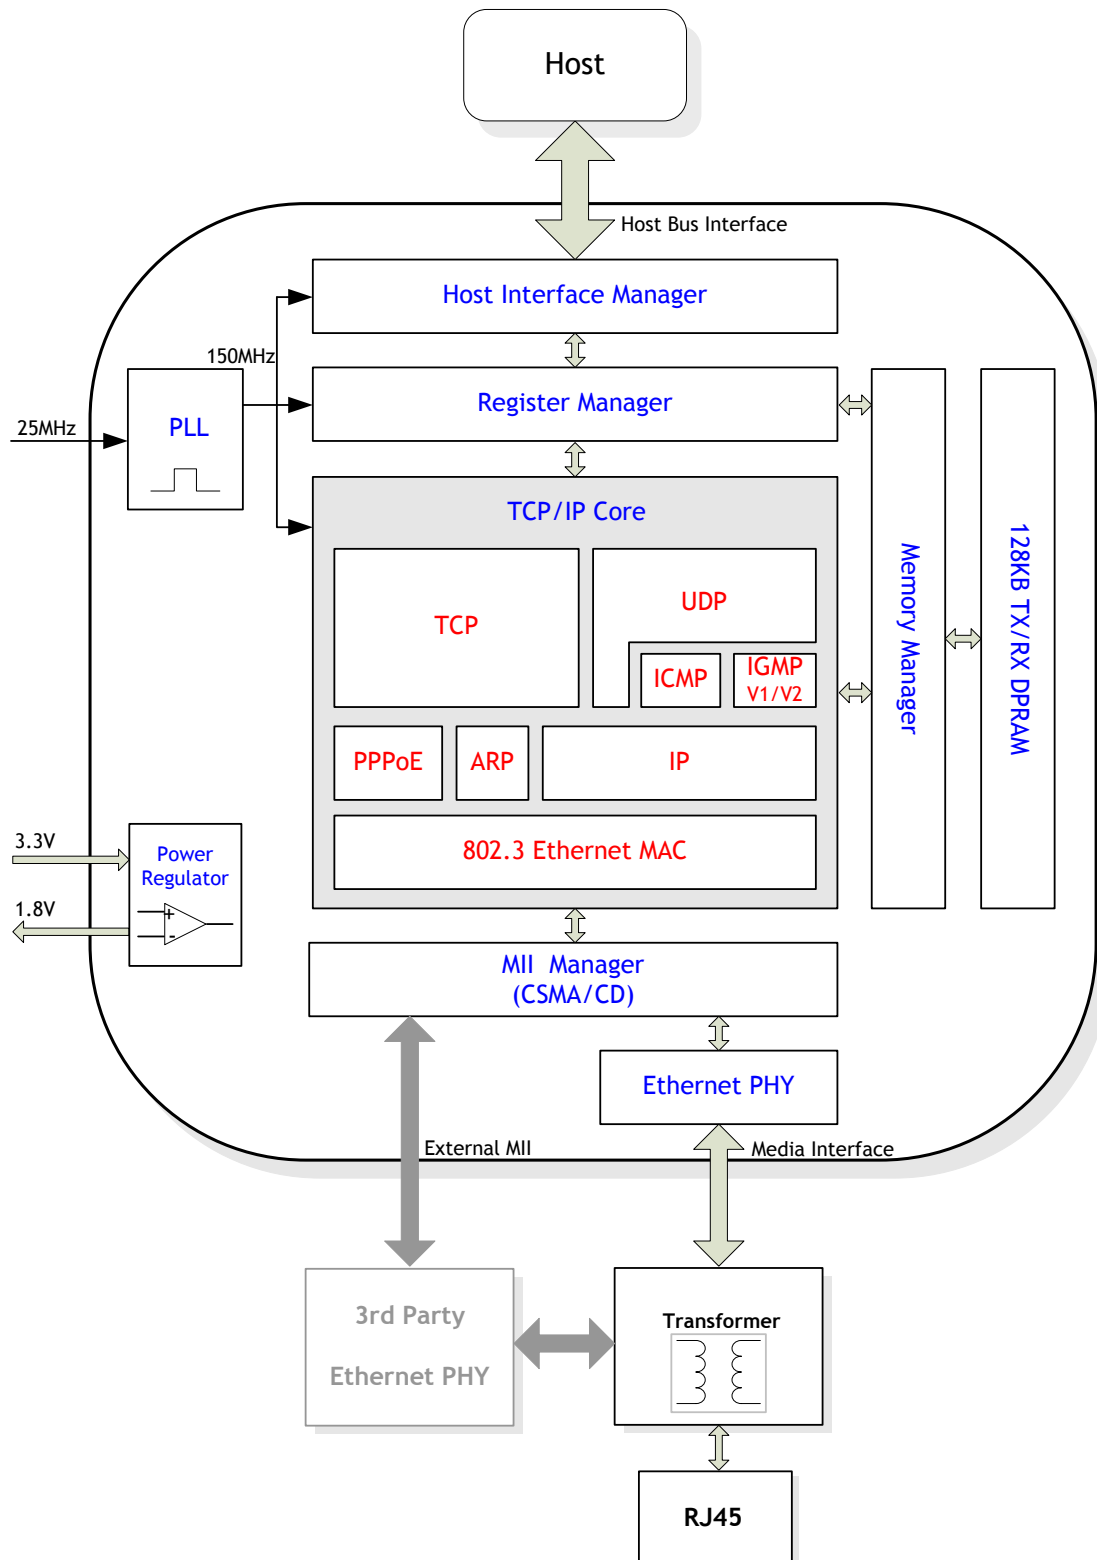 Host
Host Bus Interface
Host Interface Manager
150MHz
Register Manager
25MHz
PLL
TCP/IP Core
TCP
UDP
ICMP
IGMP
V1/V2
PPPoE
ARP
IP
802.3 Ethernet MAC
Memory Manager
128KB TX/RX DPRAM
3.3V
1.8V
Power
Regulator
+
-
MII  Manager
(CSMA/CD)
Ethernet PHY
External MII
Media Interface
3rd Party
Ethernet PHY
Transformer
RJ45